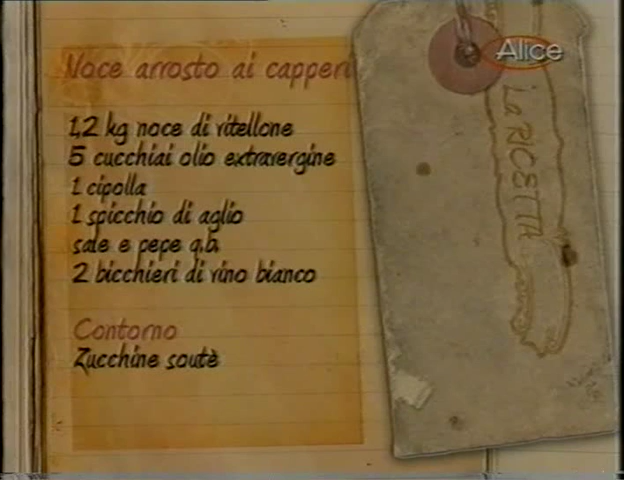 Noce arrosto ai capperi
1,2 kg noce di vitellone
5 cucchiai olio extravergine
1 cipolla
1 spicchio di aglio
sale e pepe q.b.
2 bicchieri di vino bianco
Contorno
Zucchine soutè
Alice
La RICETTA